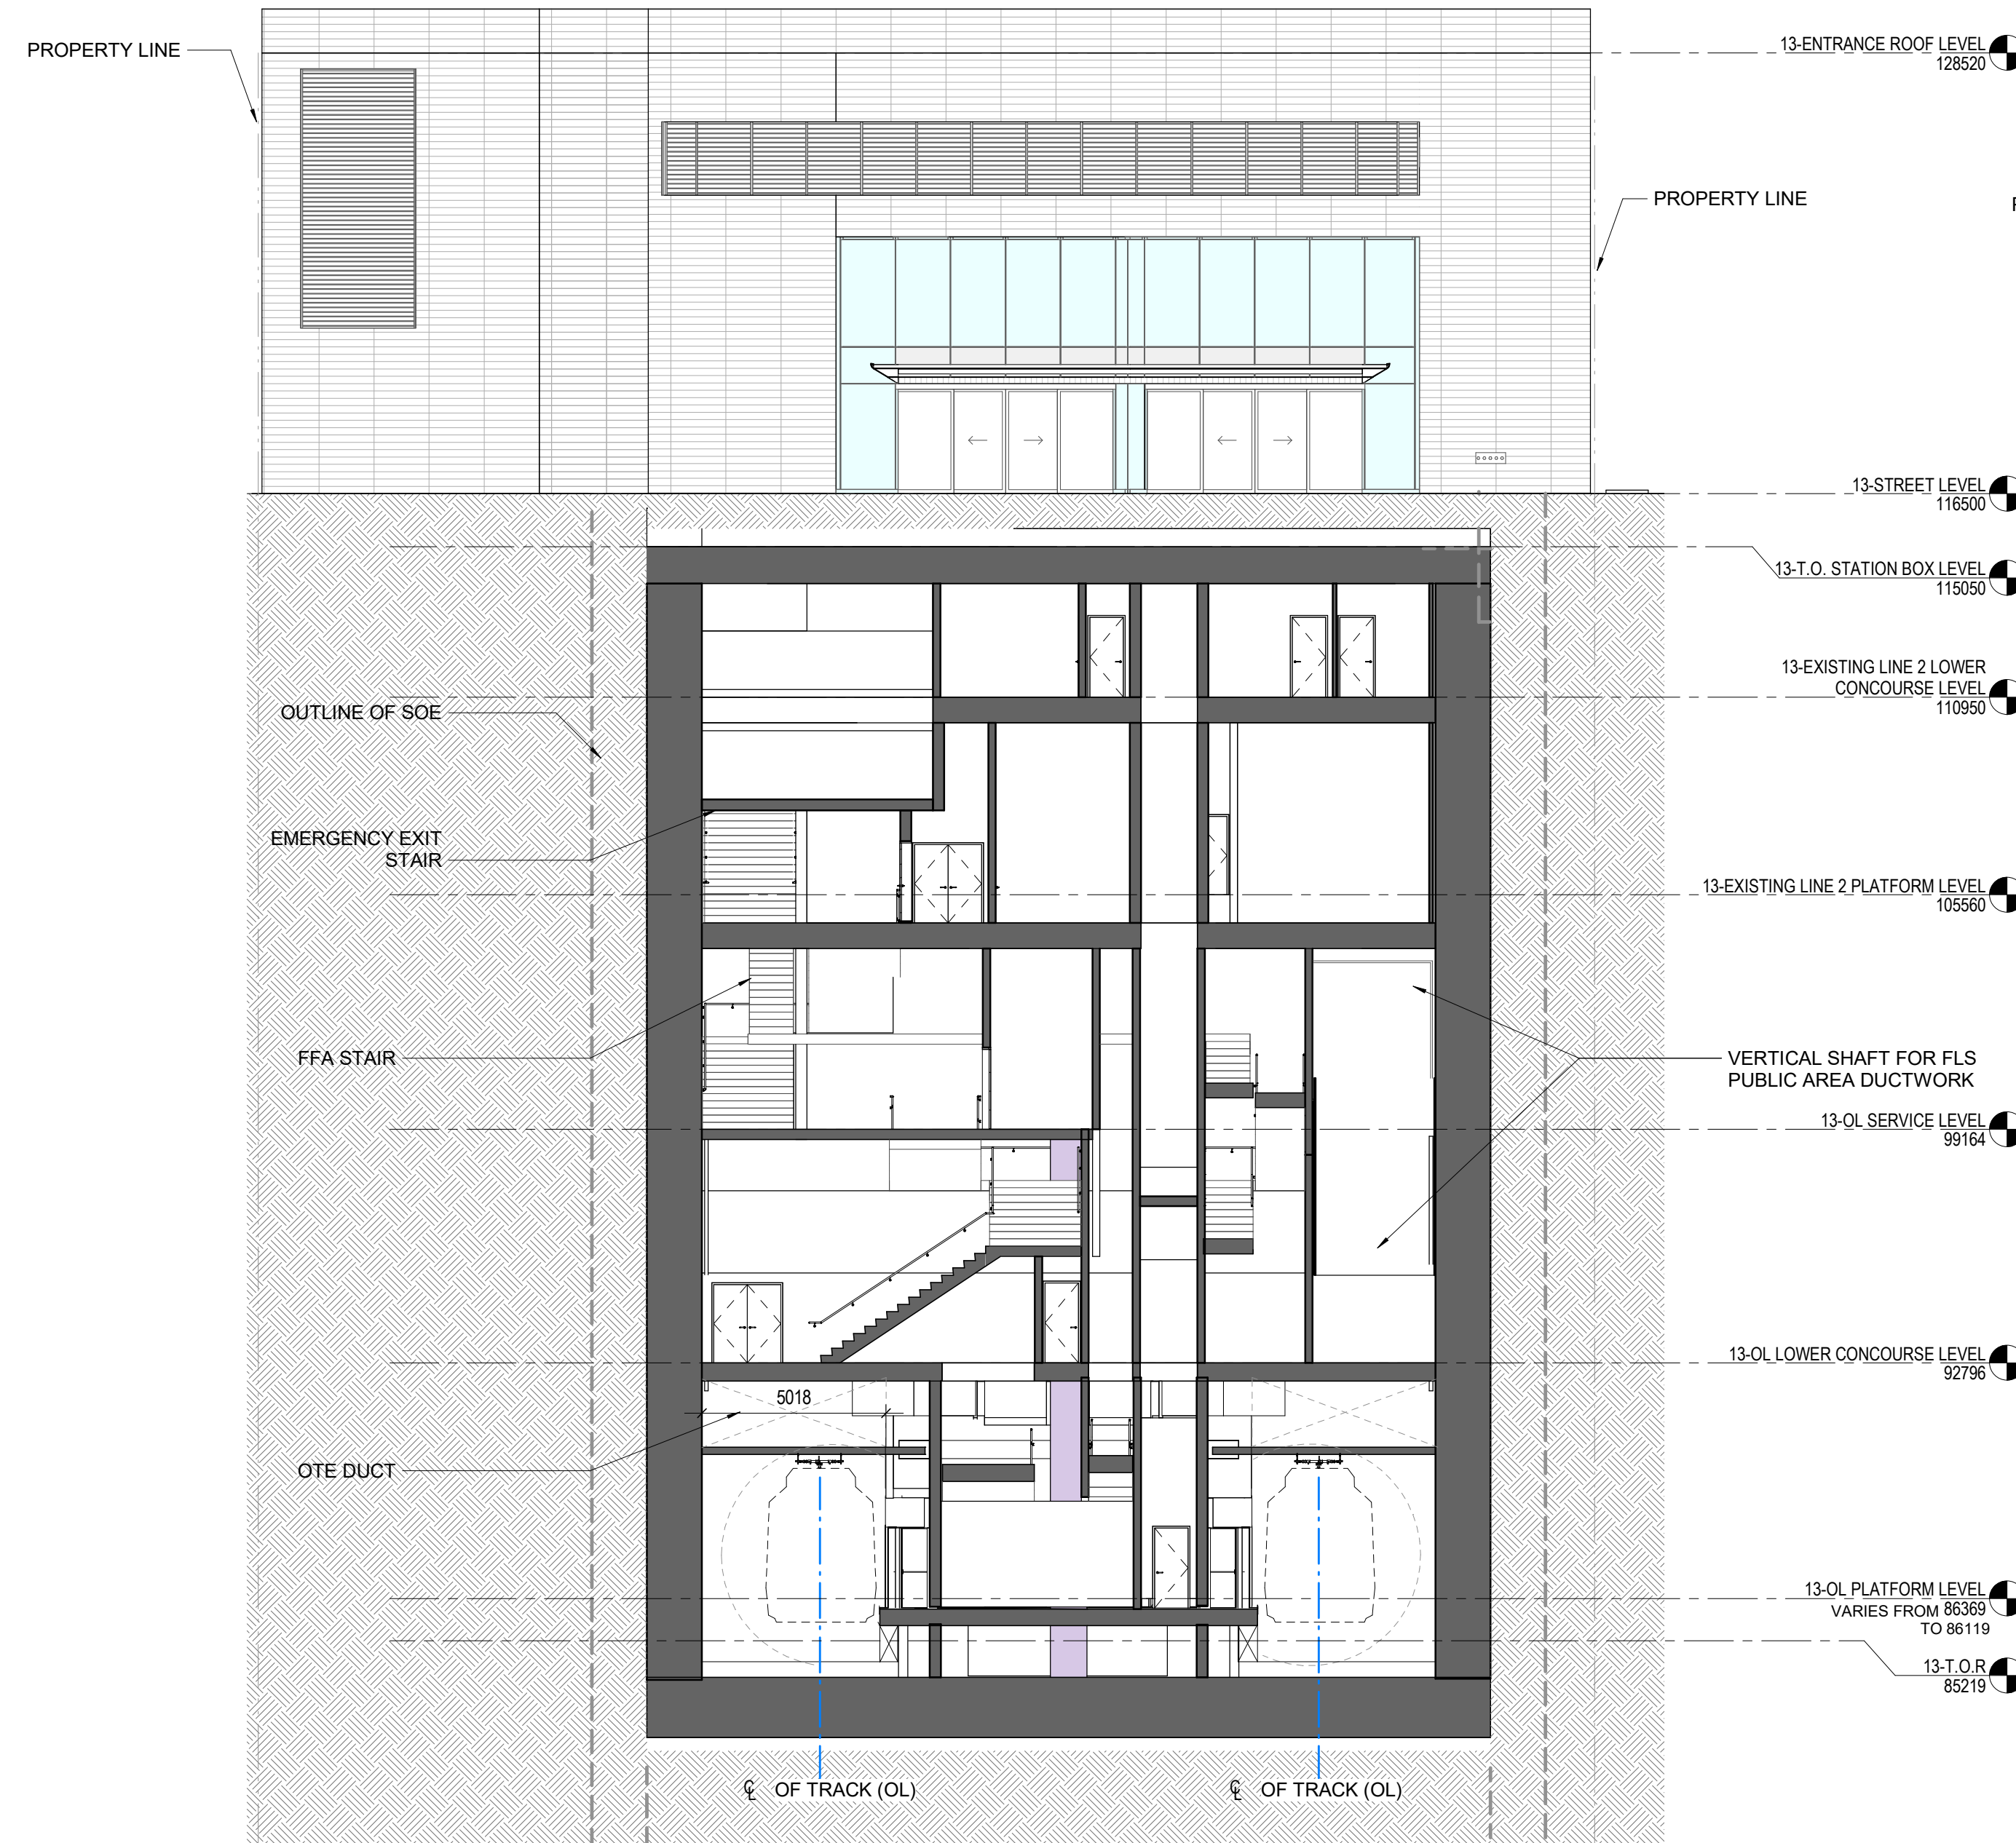 PROPERTY LINE
13-ENTRANCE ROOF LEVEL
128520
PROPERTY LINE
P
13-STREET LEVEL
116500
13-T.O. STATION BOX LEVEL
115050
13-EXISTING LINE 2 LOWER
CONCOURSE LEVEL
110950
OUTLINE OF SOE
EMERGENCY EXIT
STAIR
13-EXISTING LINE 2 PLATFORM LEVEL
105560
FFA STAIR
VERTICAL SHAFT FOR FLS
PUBLIC AREA DUCTWORK
13-OL SERVICE LEVEL
99164
13-OL LOWER CONCOURSE LEVEL
92796
5018
OTE DUCT
13-OL PLATFORM LEVEL
VARIES FROM 86369
TO 86119
13-T.O.R
85219
℄ OF TRACK (OL)
℄ OF TRACK (OL)